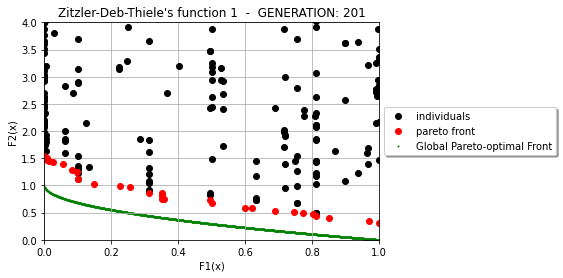 Zitzler-Deb-Thiele's function 1 - GENERATION: 201
4.0
3.5
3.0
2.5
2.0
1.5
1.0
0.5
0.0
F2(x)
0.0 0.2 0.4 0.6 0.8 1.0
F1(x)
individuals
pareto front
Global Pareto-optimal Front